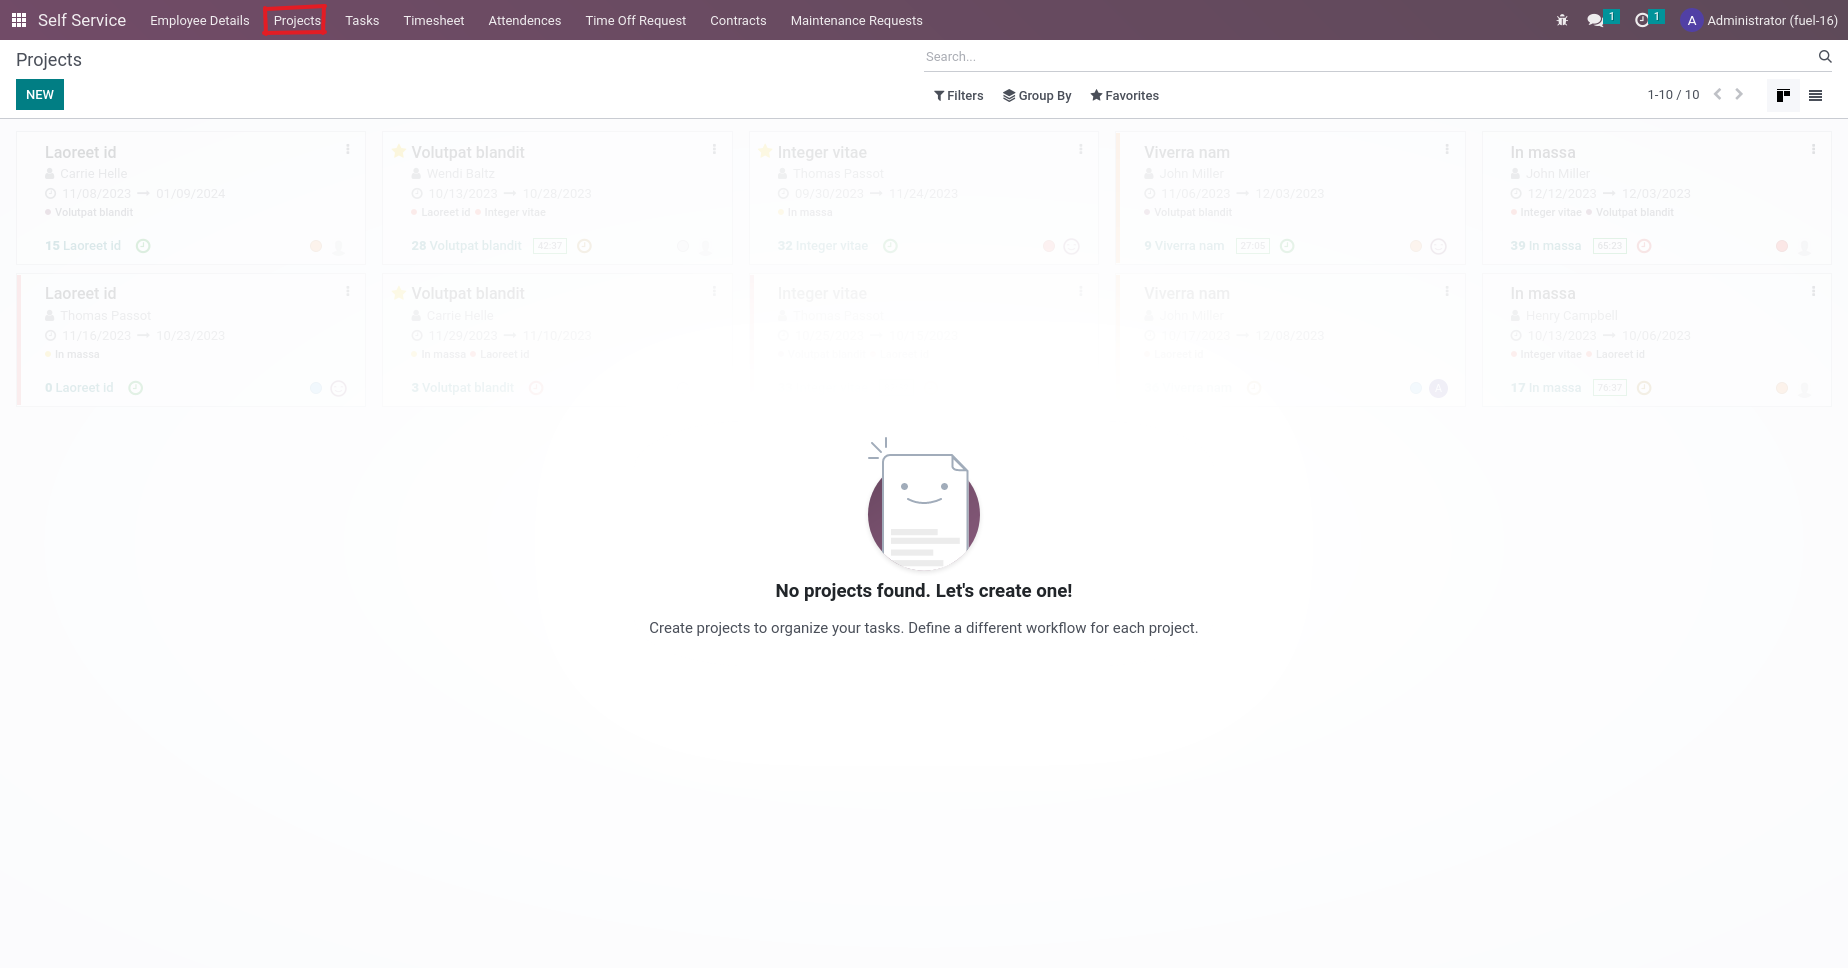 Self Service Employee Details Projects Tasks Timesheet Attendences Time Off Request Contracts Maintenance Requests 1 1 A Administrator (fuel-16)
Projects Search...
NEW Filters Group By Favorites 1-10 / 10
Laoreet id Volutpat blandit Integer vitae Viverra nam In massa
Carrie Helle Wendi Baltz Thomas Passot John Miller John Miller
11/08/2023 01/09/2024 10/13/2023 10/28/2023 09/30/2023 11/24/2023 11/06/2023 12/03/2023 12/12/2023 12/03/2023
Volutpat blandit Laoreet id Integer vitae In massa Volutpat blandit Integer vitae Volutpat blandit
15 Laoreet id 28 Volutpat blandit 42:37 32 Integer vitae 9 Viverra nam 27:05 39 In massa 65:23
Laoreet id Volutpat blandit Integer vitae Viverra nam In massa
Thomas Passot Carrie Helle Thomas Passot John Miller Henry Campbell
11/16/2023 10/23/2023 11/29/2023 11/10/2023 12/08/2023 10/13/2023 10/06/2023
In massa In massa Laoreet id Integer vitae Laoreet id
0 Laoreet id 3 Volutpat blandit A 17 In massa 76:37
No projects found. Let's create one!
Create projects to organize your tasks. Define a different workflow for each project.